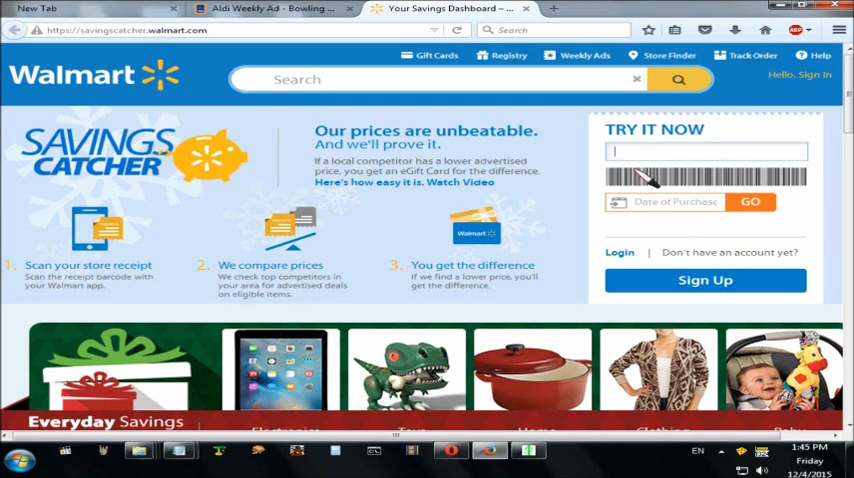 New Tab
Aldi Weekly Ad - Bowling ...
Your Savings Dashboard – ...
https://savingscatcher.walmart.com
Search
ABP
Gift Cards
Registry
Weekly Ads
Store Finder
Track Order
Help
Walmart
Search
Hello. Sign In
SAVINGS
CATCHER
Our prices are unbeatable.
And we'll prove it.
If a local competitor has a lower advertised
price, you get an eGift Card for the difference.
Here's how easy it is. Watch Video
TRY IT NOW
Date of Purchase
GO
Login | Don't have an account yet?
Sign Up
Walmart
1. Scan your store receipt
Scan the receipt barcode with
your Walmart app.
2. We compare prices
We check top competitors in
your area for advertised deals
on eligible items.
3. You get the difference
If we find a lower price, you'll
get the difference.
Everyday Savings
Electronics
Toys
Home
Clothing
Baby
EN
1:45 PM
Friday
12/4/2015